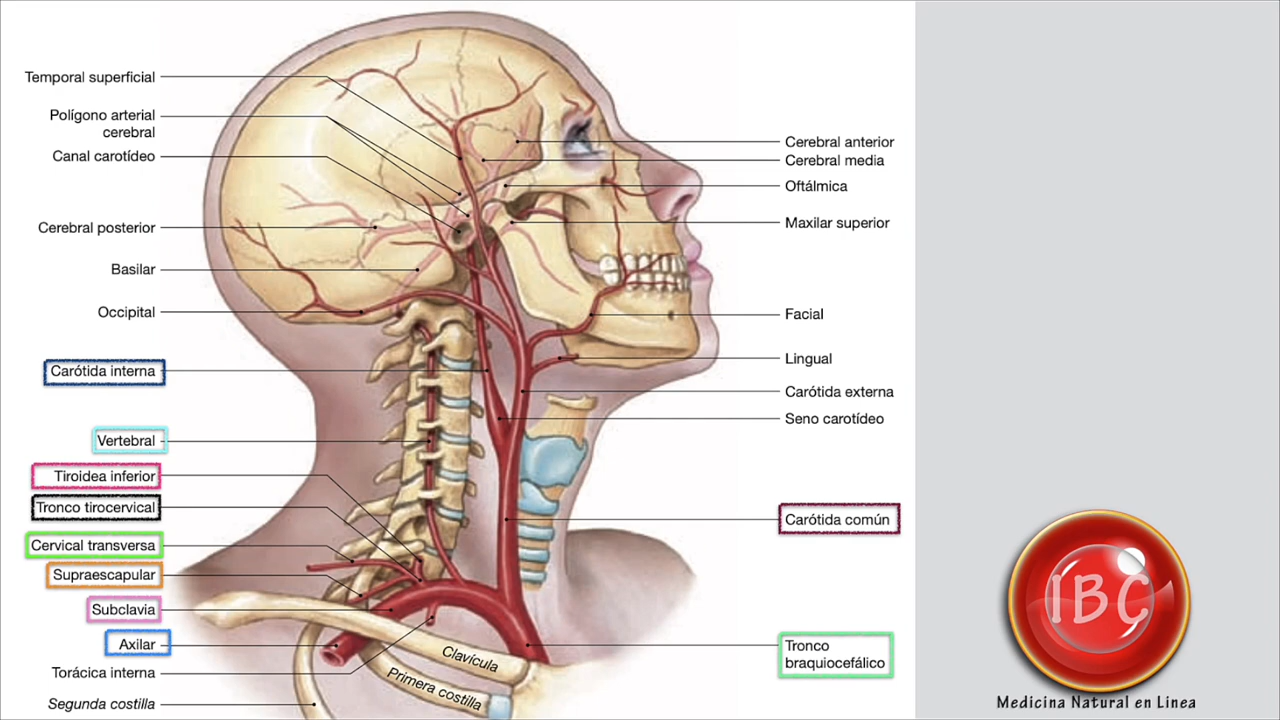 Temporal superficial
Polígono arterial
cerebral
Canal carotídeo
Cerebral posterior
Basilar
Occipital
Carótida interna
Vertebral
Tiroidea inferior
Tronco tirocervical
Cervical transversa
Supraescapular
Subclavia
Axilar
Torácica interna
Segunda costilla
Clavícula
Primera costilla
Cerebral anterior
Cerebral media
Oftálmica
Maxilar superior
Facial
Lingual
Carótida externa
Seno carotídeo
Carótida común
Tronco
braquiocefálico
IBC
Medicina Natural en Linea